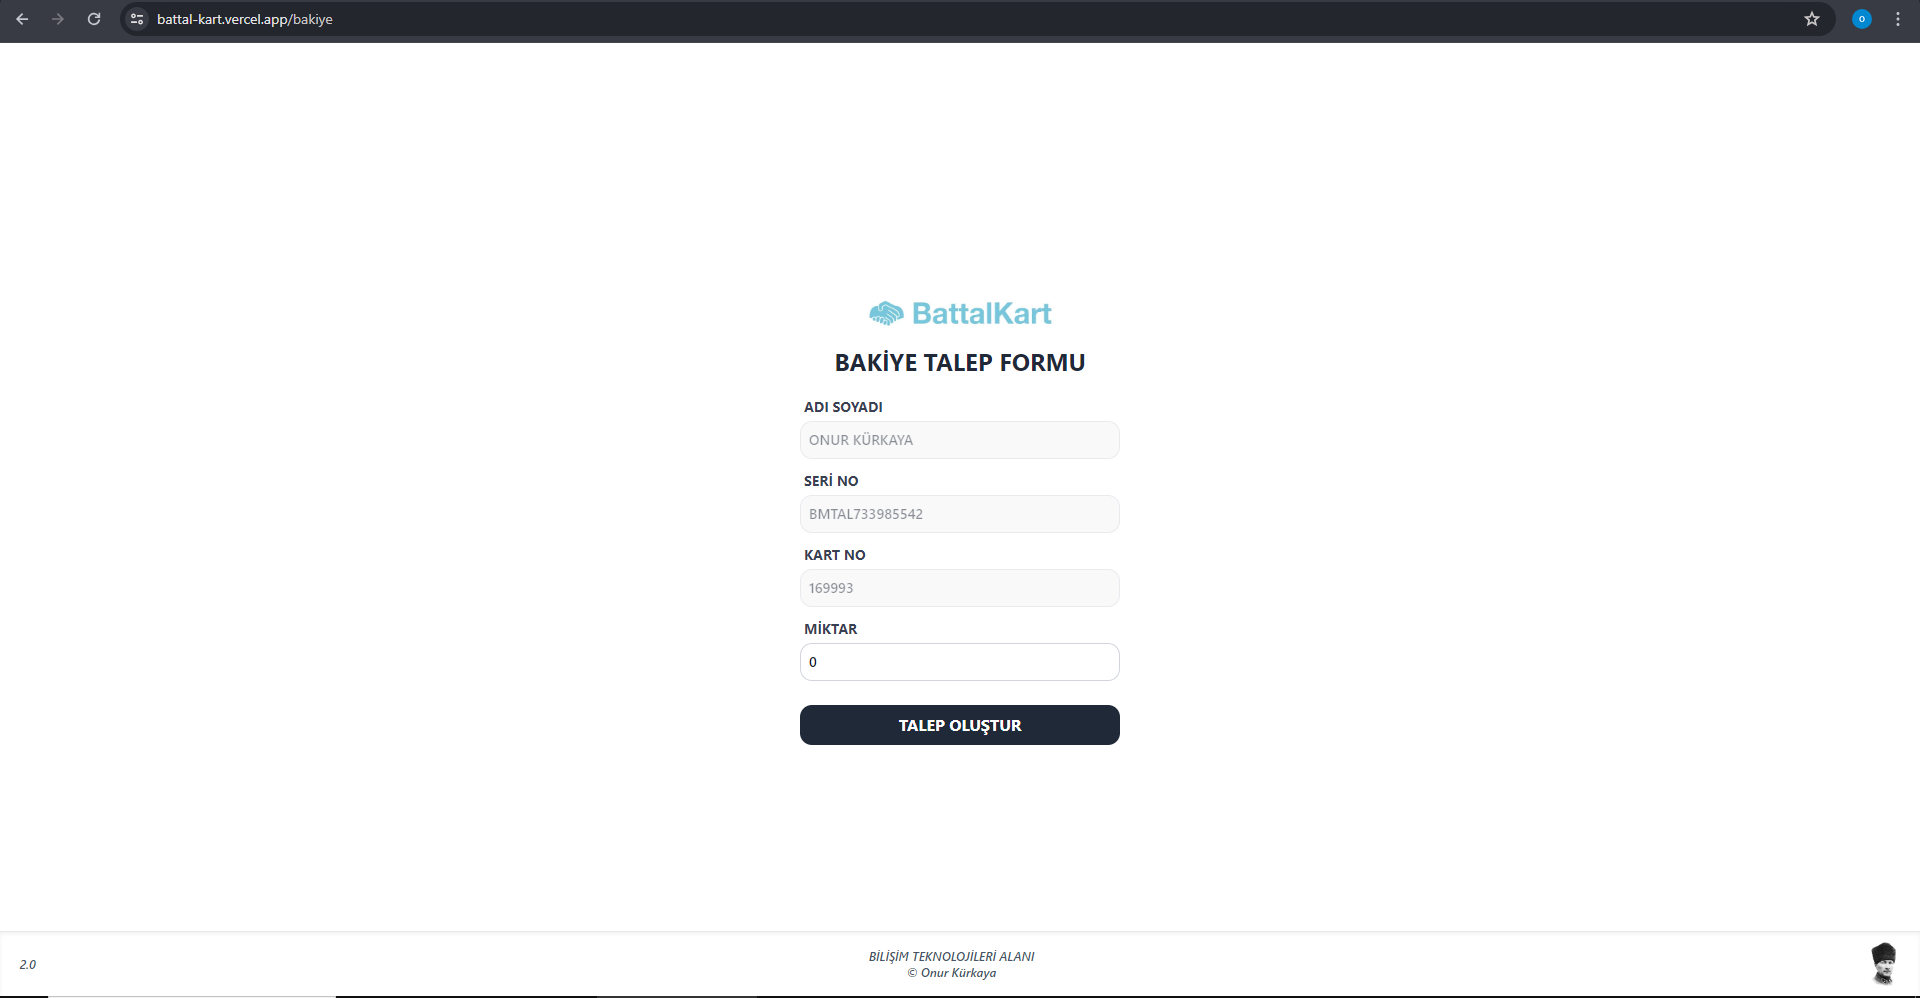 battal-kart.vercel.app/bakiye
O
BattalKart
BAKİYE TALEP FORMU
ADI SOYADI
ONUR KÜRKAYA
SERİ NO
BMTAL733985542
KART NO
169993
MİKTAR
0
TALEP OLUŞTUR
2.0
BİLİŞİM TEKNOLOJİLERİ ALANI
© Onur Kürkaya